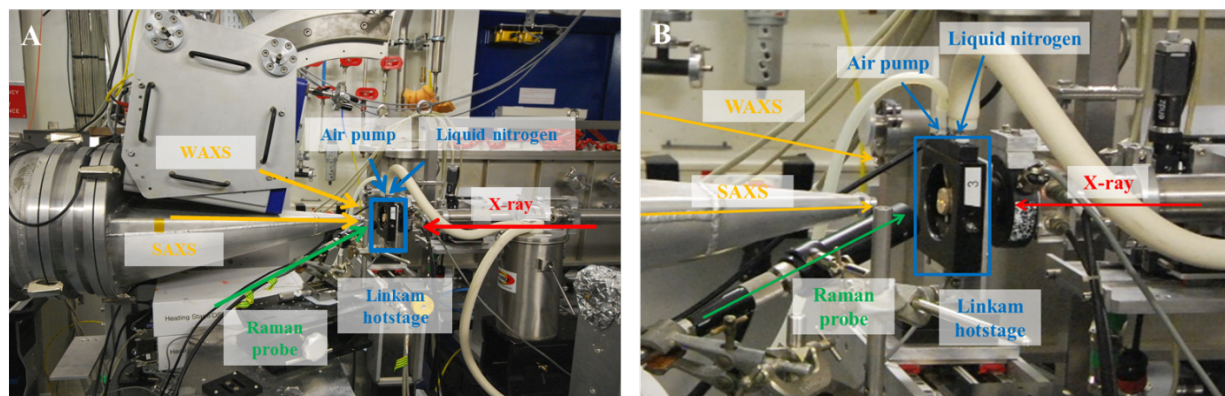 A
WAXS
Air pump
Liquid nitrogen
X-ray
SAXS
Linkam
hotstage
Raman
probe
B
Liquid nitrogen
Air pump
WAXS
SAXS
X-ray
3
Raman
probe
Linkam
hotstage